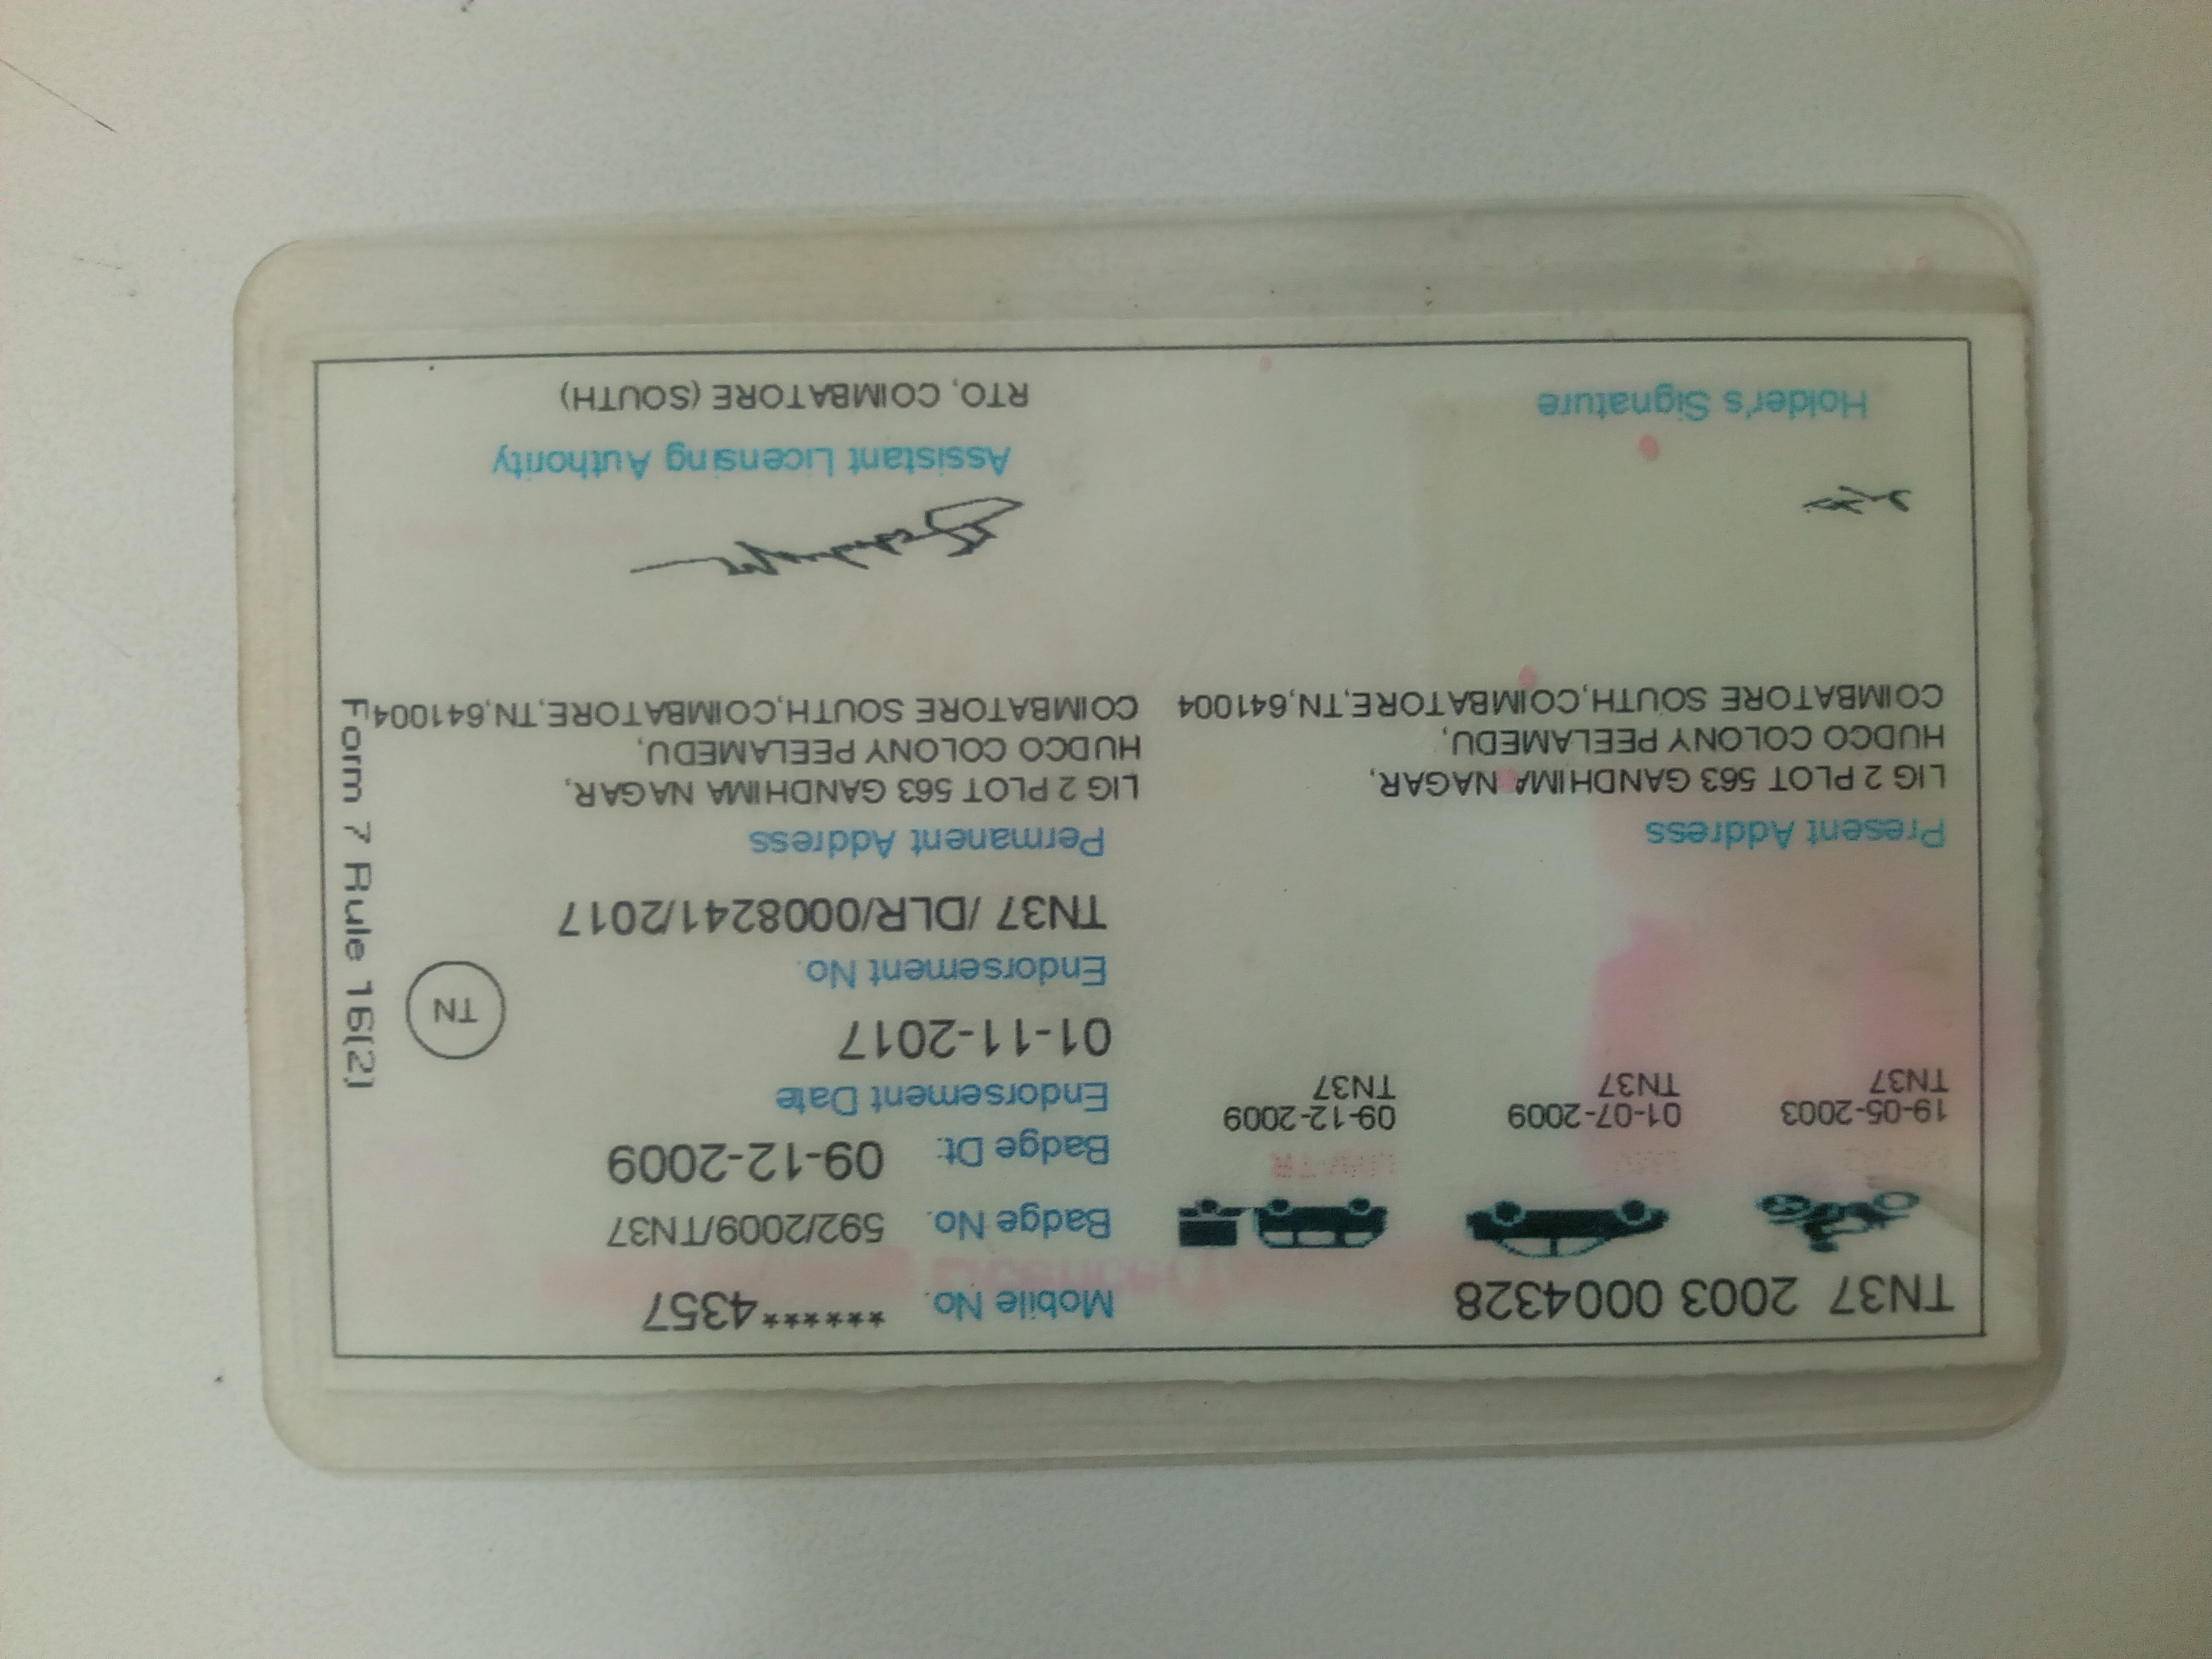 TN37 2003 0004328
Mobile No. ******4357
Badge No. 592/2009/TN37
Badge Dt: 09-12-2009
19-05-2003 01-07-2009 09-12-2009
TN37 TN37 TN37
Endorsement Date
01-11-2017
Endorsement No.
TN37 /DLR/0008241/2017
TN
Form 7 Rule 16(2)
Present Address
LIG 2 PLOT 563 GANDHIMA NAGAR,
HUDCO COLONY PEELAMEDU,
COIMBATORE SOUTH,COIMBATORE,TN,641004
Permanent Address
LIG 2 PLOT 563 GANDHIMA NAGAR,
HUDCO COLONY PEELAMEDU,
COIMBATORE SOUTH,COIMBATORE,TN,641004
Holder's Signature
Assistant Licensing Authority
RTO, COIMBATORE (SOUTH)